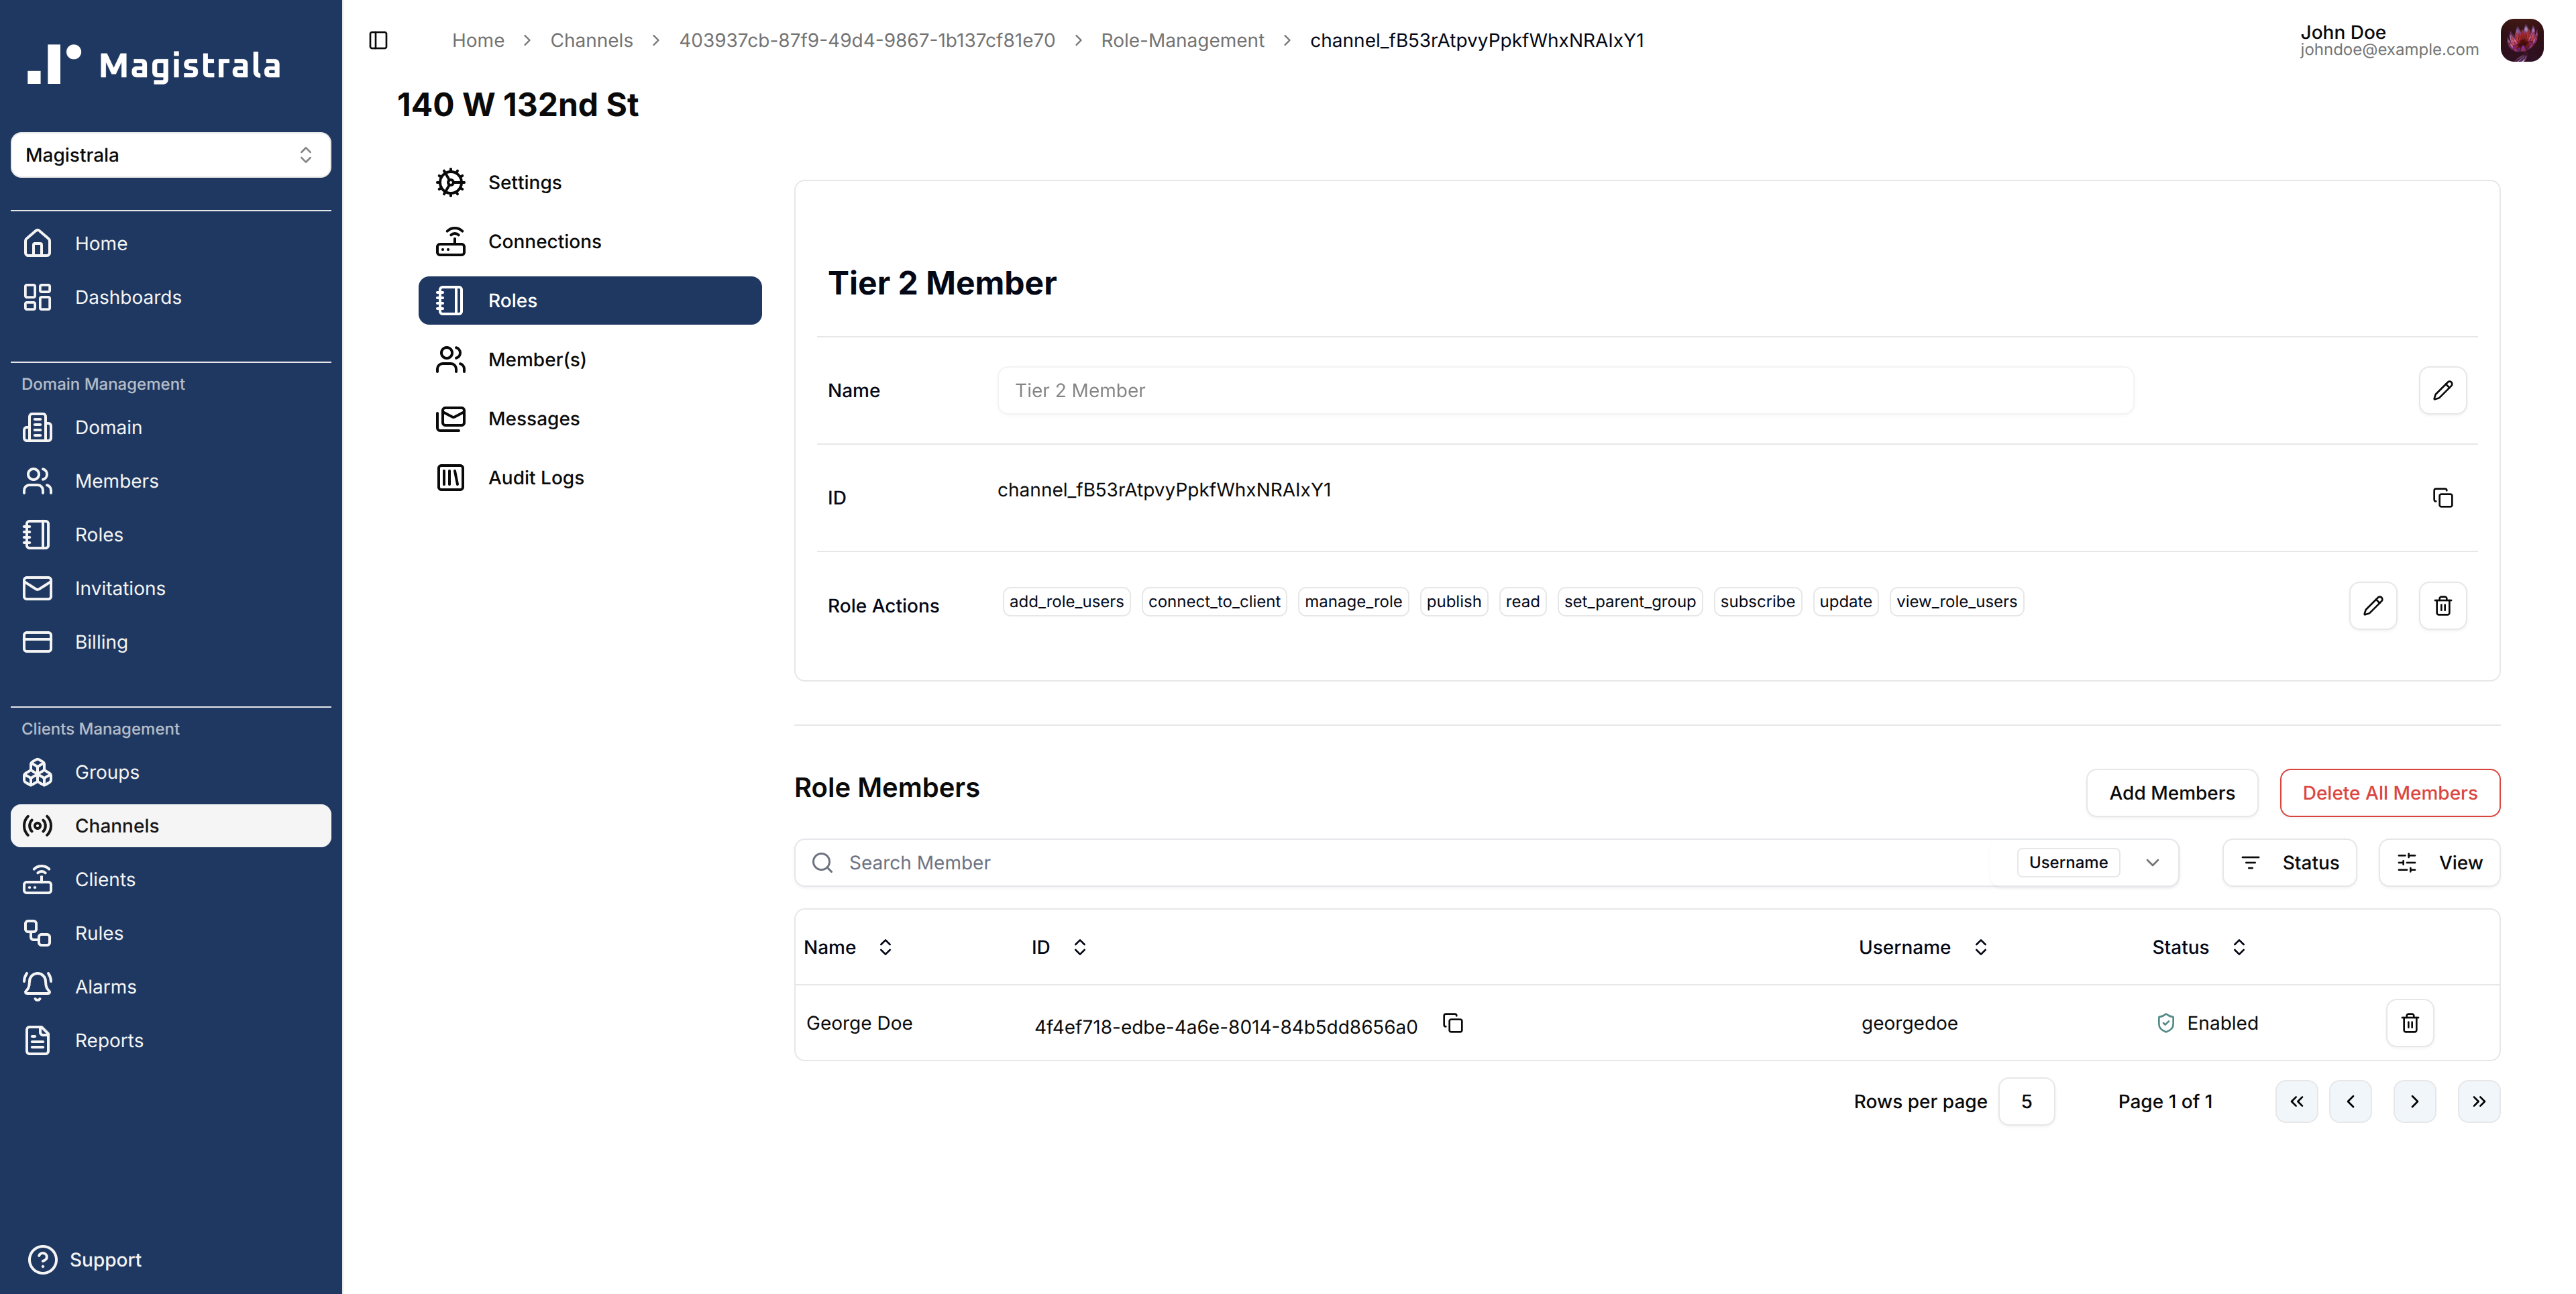 Magistrala
Magistrala
Home
Dashboards
Domain Management
Domain
Members
Roles
Invitations
Billing
Clients Management
Groups
Channels
Clients
Rules
Alarms
Reports
Support
Home > Channels > 403937cb-87f9-49d4-9867-1b137cf81e70 > Role-Management > channel_fB53rAtpvyPpkfWhxNRAIxY1
John Doe
johndoe@example.com
140 W 132nd St
Settings
Connections
Roles
Member(s)
Messages
Audit Logs
Tier 2 Member
Name Tier 2 Member
ID channel_fB53rAtpvyPpkfWhxNRAIxY1
Role Actions add_role_users connect_to_client manage_role publish read set_parent_group subscribe update view_role_users
Role Members Add Members Delete All Members
Search Member Username Status View
Name ID Username Status
George Doe 4f4ef718-edbe-4a6e-8014-84b5dd8656a0 georgedoe Enabled
Rows per page 5 Page 1 of 1